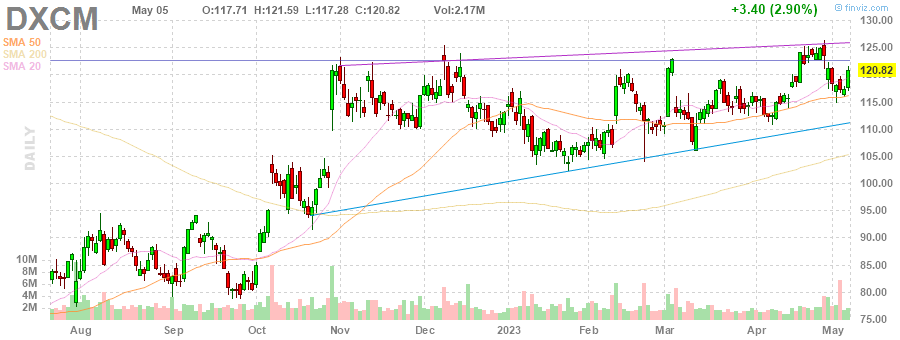 DXCM
May 05 O:117.71 H:121.59 L:117.28 C:120.82 Vol:2.17M +3.40 (2.90%)
@ finviz.com
SMA 50
SMA 200
SMA 20
DAILY
130.00
125.00
120.82
115.00
110.00
105.00
100.00
95.00
90.00
85.00
80.00
75.00
10M
8M
6M
4M
2M
Aug Sep Oct Nov Dec 2023 Feb Mar Apr May